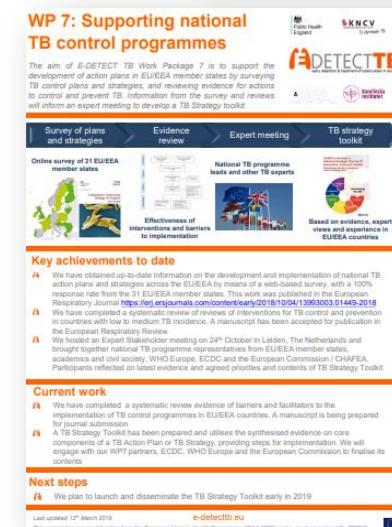 WP 7: Supporting national
TB control programmes
Public Health
England
KNCV
DETECTTB
Karolinska
Institutet
The aim of E-DETECT TB Work Package 7 is to support the
development of action plans in EU/EEA member states by surveying
TB control plans and strategies, and reviewing evidence for actions
to control and prevent TB. Information from the survey and reviews
will inform an expert meeting to develop a TB Strategy toolkit.
Survey of plans
and strategies
Evidence
review
Expert meeting
TB strategy
toolkit
Online survey of 31 EU/EEA
member states
Effectiveness of
interventions and barriers
to implementation
National TB programme
leads and other TB experts
Based on evidence, expert
views and experience in
EU/EEA countries
Key achievements to date
We have obtained up-to-date information on the development and implementation of national TB
action plans and strategies across the EU/EEA by means of a web-based survey, with a 100%
response rate from the 31 EU/EEA member states. This work was published in the European
Respiratory Journal https://erj.ersjournals.com/content/early/2018/10/04/13993003.01449-2018
We have completed a systematic review of reviews of interventions for TB control and prevention
in countries with low to medium TB incidence. A manuscript has been accepted for publication in
the European Respiratory Review
We hosted an Expert Stakeholder meeting on 24th October in Leiden, The Netherlands and
brought together national TB programme representatives from EU/EEA member states,
academics and civil society, WHO Europe, ECDC and the European Commission / CHAFEA.
Participants reflected on latest evidence and agreed priorities and contents of TB Strategy Toolkit
Current work
We have completed a systematic review evidence of barriers and facilitators to the
implementation of TB control programmes in EU/EEA countries. A manuscript is being prepared
for journal submission
A TB Strategy Toolkit has been prepared and utilises the synthesised evidence on core
components of a TB Action Plan or TB Strategy, providing steps for implementation. We will
engage with our WP7 partners, ECDC, WHO Europe and the European Commission to finalise its
contents
Next steps
We plan to launch and disseminate the TB Strategy Toolkit early in 2019
Last updated 12th March 2019
e-detecttb.eu